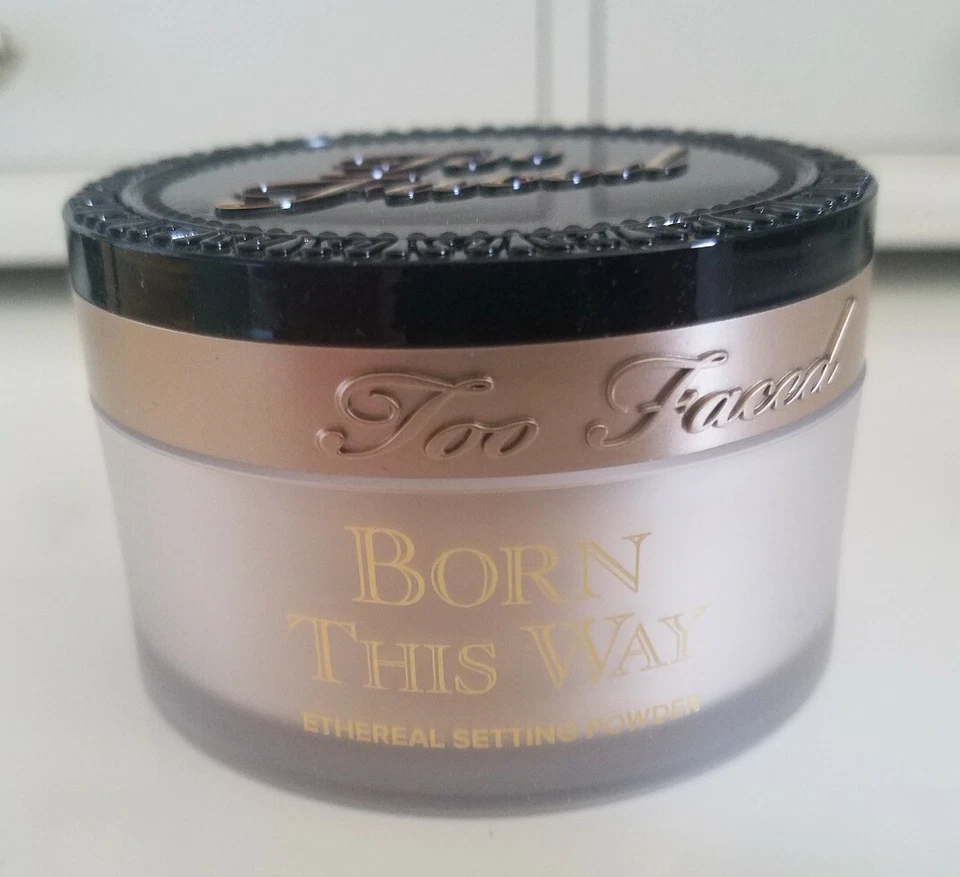 Too
Faced
Too Faced
BORN
THIS WAY
ETHEREAL SETTING POWDER